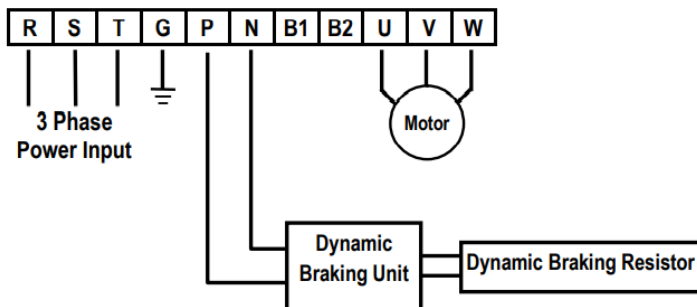 R S T G P N B1 B2 U V W
3 Phase
Power Input
Motor
Dynamic
Braking Unit
Dynamic Braking Resistor